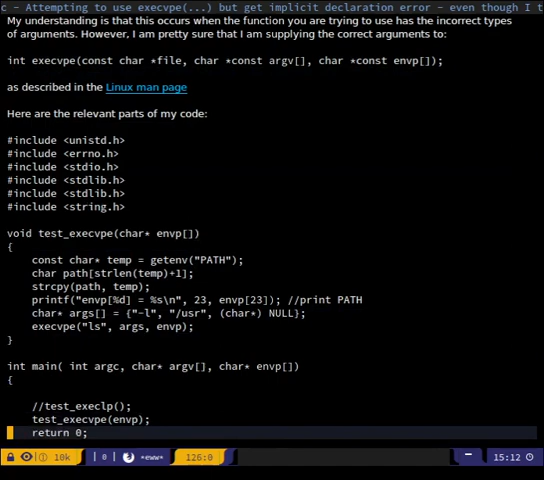 c - Attempting to use execvpe(...) but get implicit declaration error - even though I t
My understanding is that this occurs when the function you are trying to use has the incorrect types
of arguments. However, I am pretty sure that I am supplying the correct arguments to:
int execvpe(const char *file, char *const argv[], char *const envp[]);
as described in the Linux man page
Here are the relevant parts of my code:
#include <unistd.h>
#include <errno.h>
#include <stdio.h>
#include <stdlib.h>
#include <stdlib.h>
#include <string.h>
void test_execvpe(char* envp[])
{
    const char* temp = getenv("PATH");
    char path[strlen(temp)+1];
    strcpy(path, temp);
    printf("envp[%d] = %s\n", 23, envp[23]); //print PATH
    char* args[] = {"-l", "/usr", (char*) NULL};
    execvpe("ls", args, envp);
}
int main( int argc, char* argv[], char* envp[])
{
    //test_execlp();
    test_execvpe(envp);
    return 0;
10k | 0 | *eww* 126:0 15:12